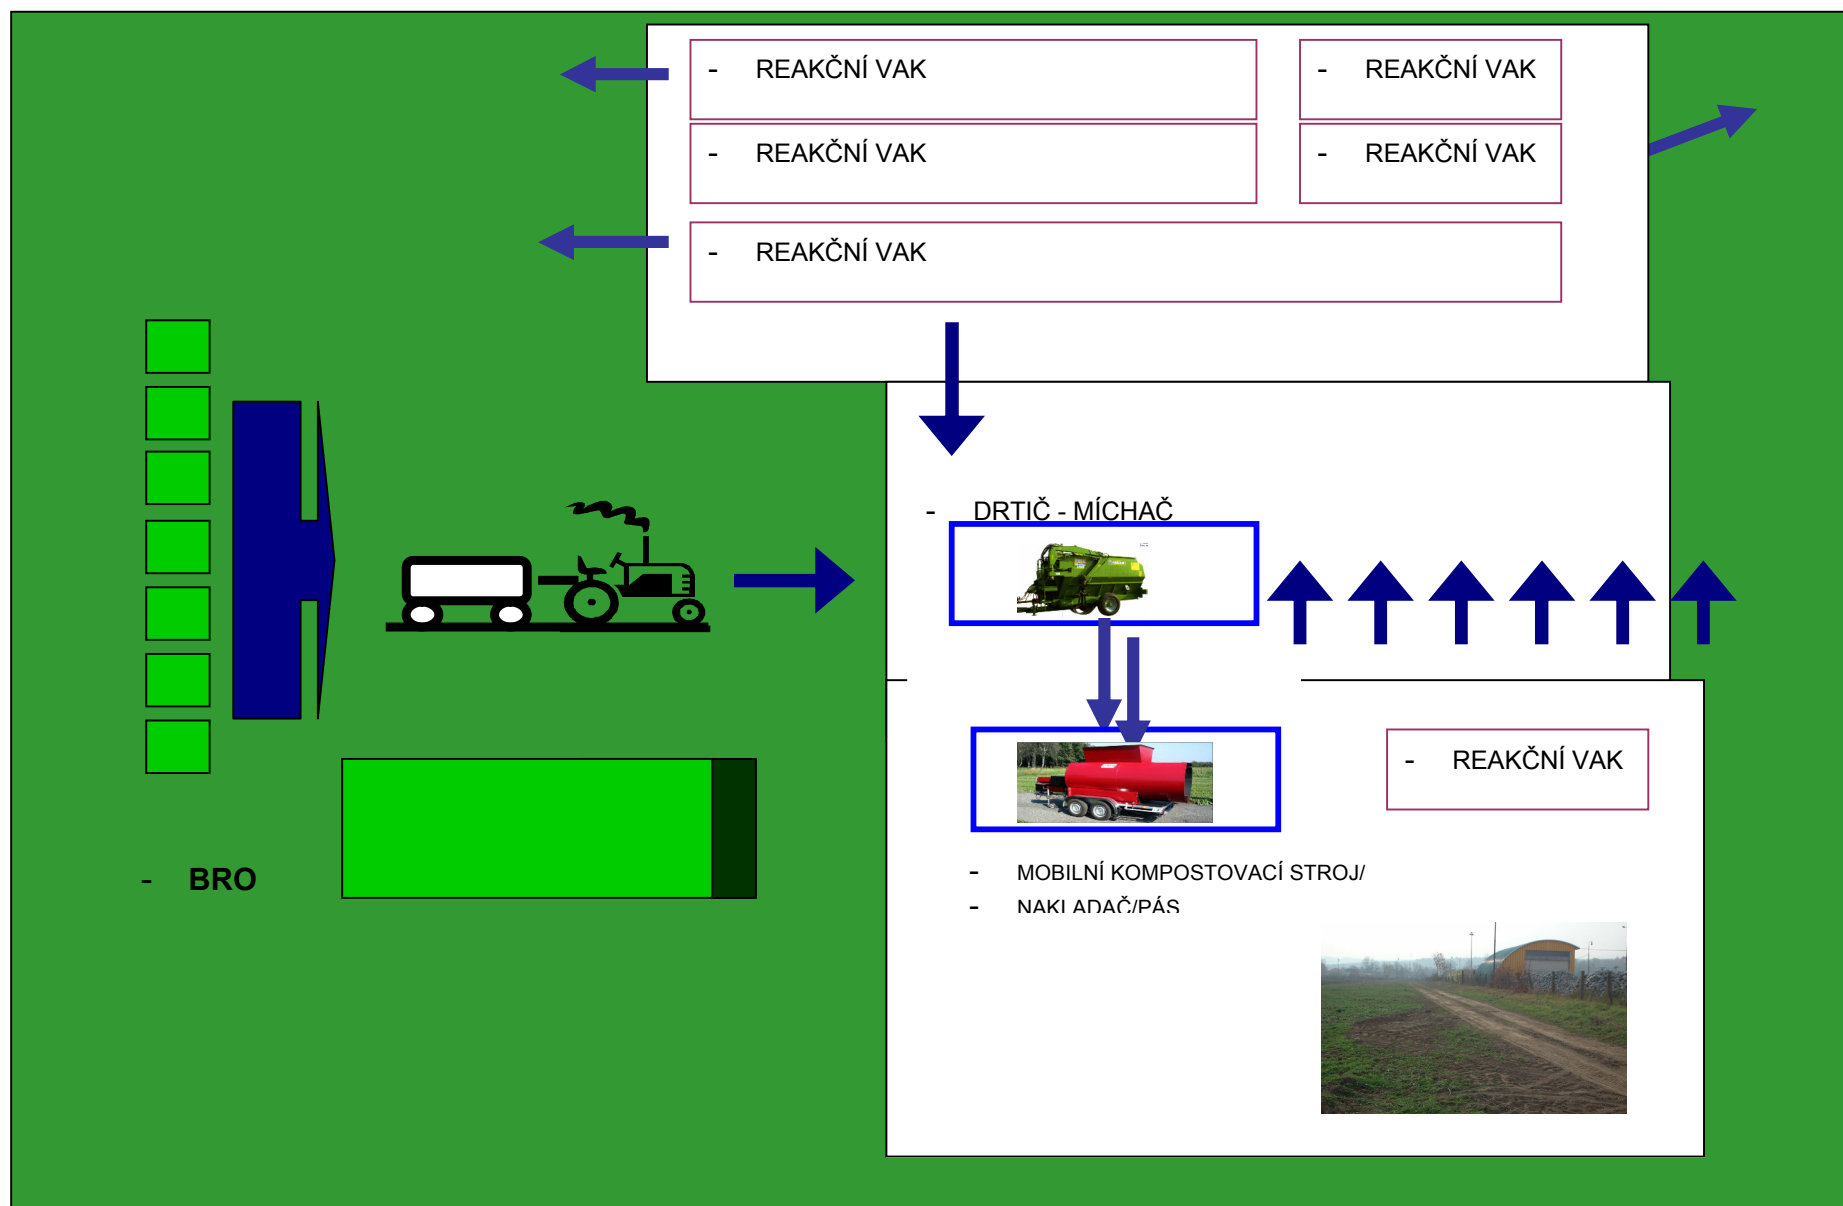 - REAKČNÍ VAK
- REAKČNÍ VAK
- REAKČNÍ VAK
- REAKČNÍ VAK
- REAKČNÍ VAK
- DRTIČ - MÍCHAČ
- REAKČNÍ VAK
- BRO
- MOBILNÍ KOMPOSTOVACÍ STROJ/
- NAKLADAČ/PÁS